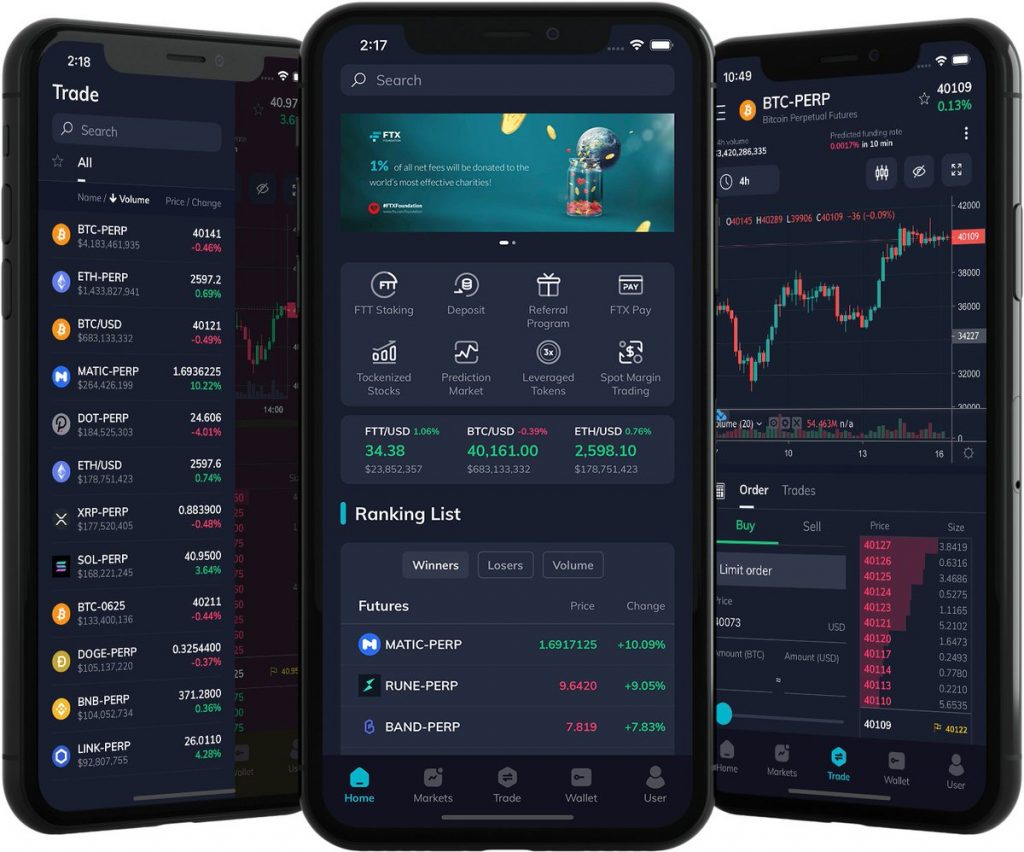 2:18
Trade
Search
All
Name / Volume Price / Change
BTC-PERP 40141
$4,183,461,935 -0.46%
ETH-PERP 2597.2
$1,433,827,941 0.69%
BTC/USD 40121
$683,133,332 -0.49%
MATIC-PERP 1.6936225
$264,426,199 10.22%
DOT-PERP 24.606
$184,525,303 -4.01%
ETH/USD 2597.6
$178,751,423 0.74%
XRP-PERP 0.883900
$177,520,405 -0.48%
SOL-PERP 40.9500
$168,221,245 3.64%
BTC-0625 40211
$133,400,136 -0.44%
DOGE-PERP 0.3254400
$105,137,220 -0.37%
BNB-PERP 371.2800
$104,052,734 0.36%
LINK-PERP 26.0110
$92,807,755 4.28%
40.97
14:00
2:17
Search
FTX
FOUNDATION
1% of all net fees will be donated to the
world's most effective charities!
#FTXFoundation
FTT
FTT Staking
Deposit
Referral
Program
PAY
FTX Pay
Tokenized
Stocks
Prediction
Market
3x
Leveraged
Tokens
Spot Margin
Trading
FTT/USD 1.06% BTC/USD -0.39% ETH/USD 0.76%
34.38 40,161.00 2,598.10
$23,852,357 $683,133,332 $178,751,423
Ranking List
Winners Losers Volume
Futures Price Change
MATIC-PERP 1.6917125 +10.09%
RUNE-PERP 9.6420 +9.05%
BAND-PERP 7.819 +7.83%
Home Markets Trade Wallet User
10:49
BTC-PERP 40109
Bitcoin Perpetual Futures 0.13%
Predicted funding rate
3,420,286,335 0.0017% in 10 min
4h
O40145 H40289 L39906 C40109 -36 (-0.09%)
42000
40109
38000
36000
34227
32000
30000
olume (20) 54.463M n/a
0
10 13 16
Order Trades
Buy Sell
Price Size
Limit order
Price
40073 USD
Amount (BTC) Amount (USD)
≈
40127 3.8419
40126 0.6316
40125 3.4686
40124 0.5275
40123 1.1165
40121 5.2102
40120 1.6473
40117 0.2493
40114 0.7780
40113 0.2210
40110 5.6535
40109 40122
Home Markets Trade Wallet User